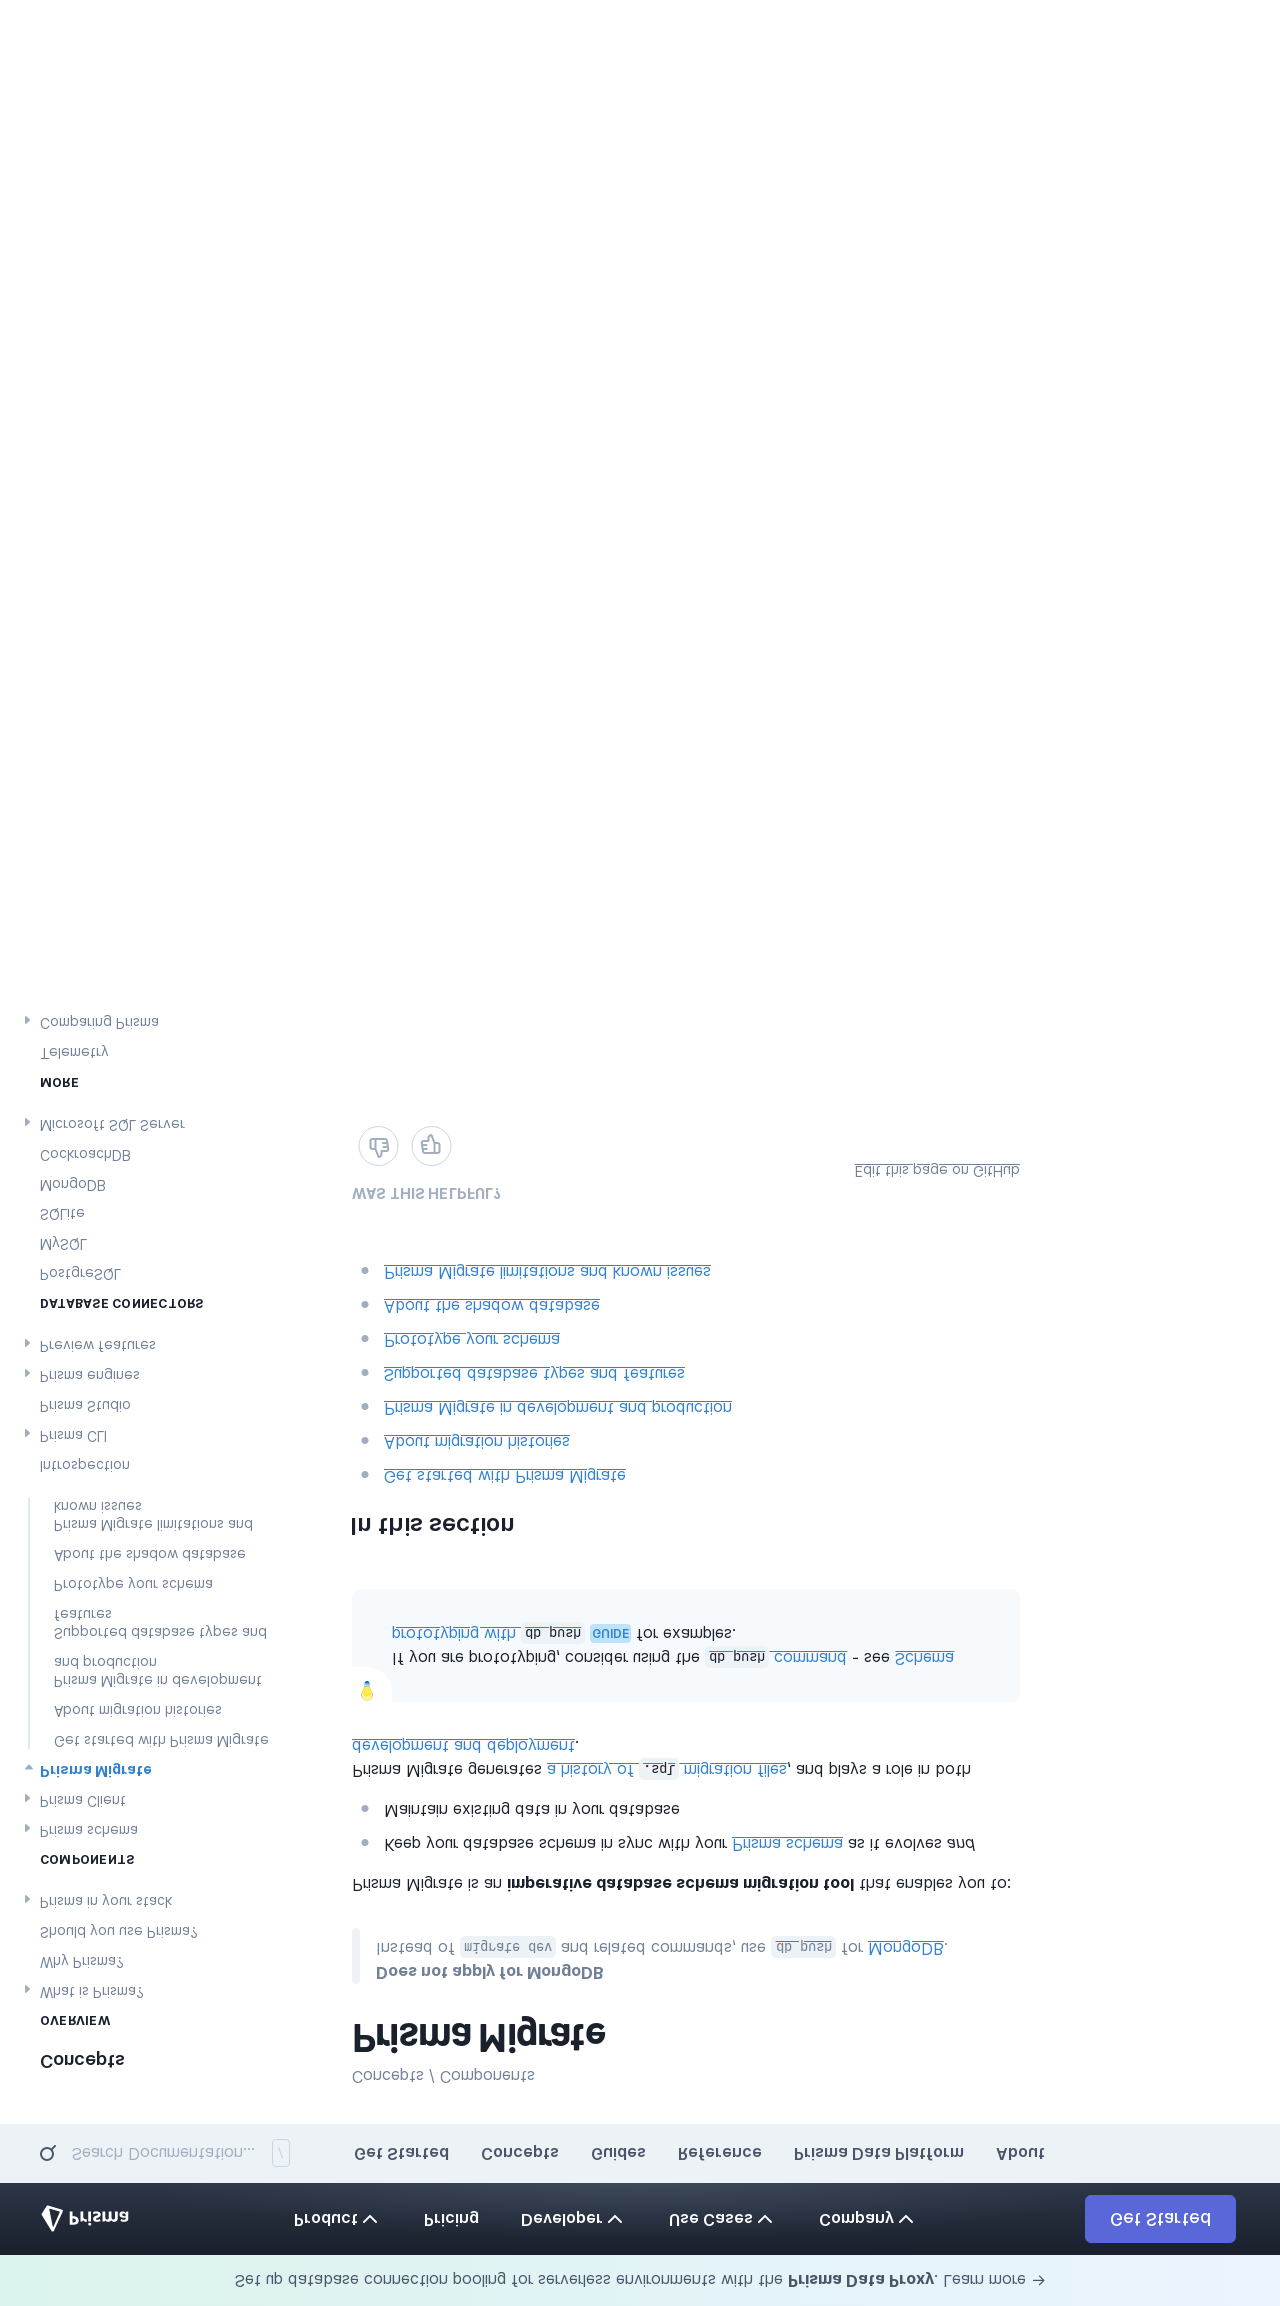 Set up database connection pooling for serverless environments with the Prisma Data Proxy. Learn more →
Prisma
Product
Pricing
Developer
Use Cases
Company
Get Started
Search Documentation... /
Get Started
Concepts
Guides
Reference
Prisma Data Platform
About
Concepts
OVERVIEW
What is Prisma?
Why Prisma?
Should you use Prisma?
Prisma in your stack
COMPONENTS
Prisma schema
Prisma Client
Prisma Migrate
Get started with Prisma Migrate
About migration histories
Prisma Migrate in development
and production
Supported database types and
features
Prototype your schema
About the shadow database
Prisma Migrate limitations and
known issues
Introspection
Prisma CLI
Prisma Studio
Prisma engines
Preview features
DATABASE CONNECTORS
PostgreSQL
MySQL
SQLite
MongoDB
CockroachDB
Microsoft SQL Server
MORE
Telemetry
Comparing Prisma
Concepts / Components
Prisma Migrate
Does not apply for MongoDB
Instead of migrate dev and related commands, use db push for MongoDB.
Prisma Migrate is an imperative database schema migration tool that enables you to:
Keep your database schema in sync with your Prisma schema as it evolves and
Maintain existing data in your database
Prisma Migrate generates a history of .sql migration files, and plays a role in both
development and deployment.
If you are prototyping, consider using the db push command - see Schema
prototyping with db push GUIDE for examples.
In this section
Get started with Prisma Migrate
About migration histories
Prisma Migrate in development and production
Supported database types and features
Prototype your schema
About the shadow database
Prisma Migrate limitations and known issues
WAS THIS HELPFUL?
Edit this page on GitHub